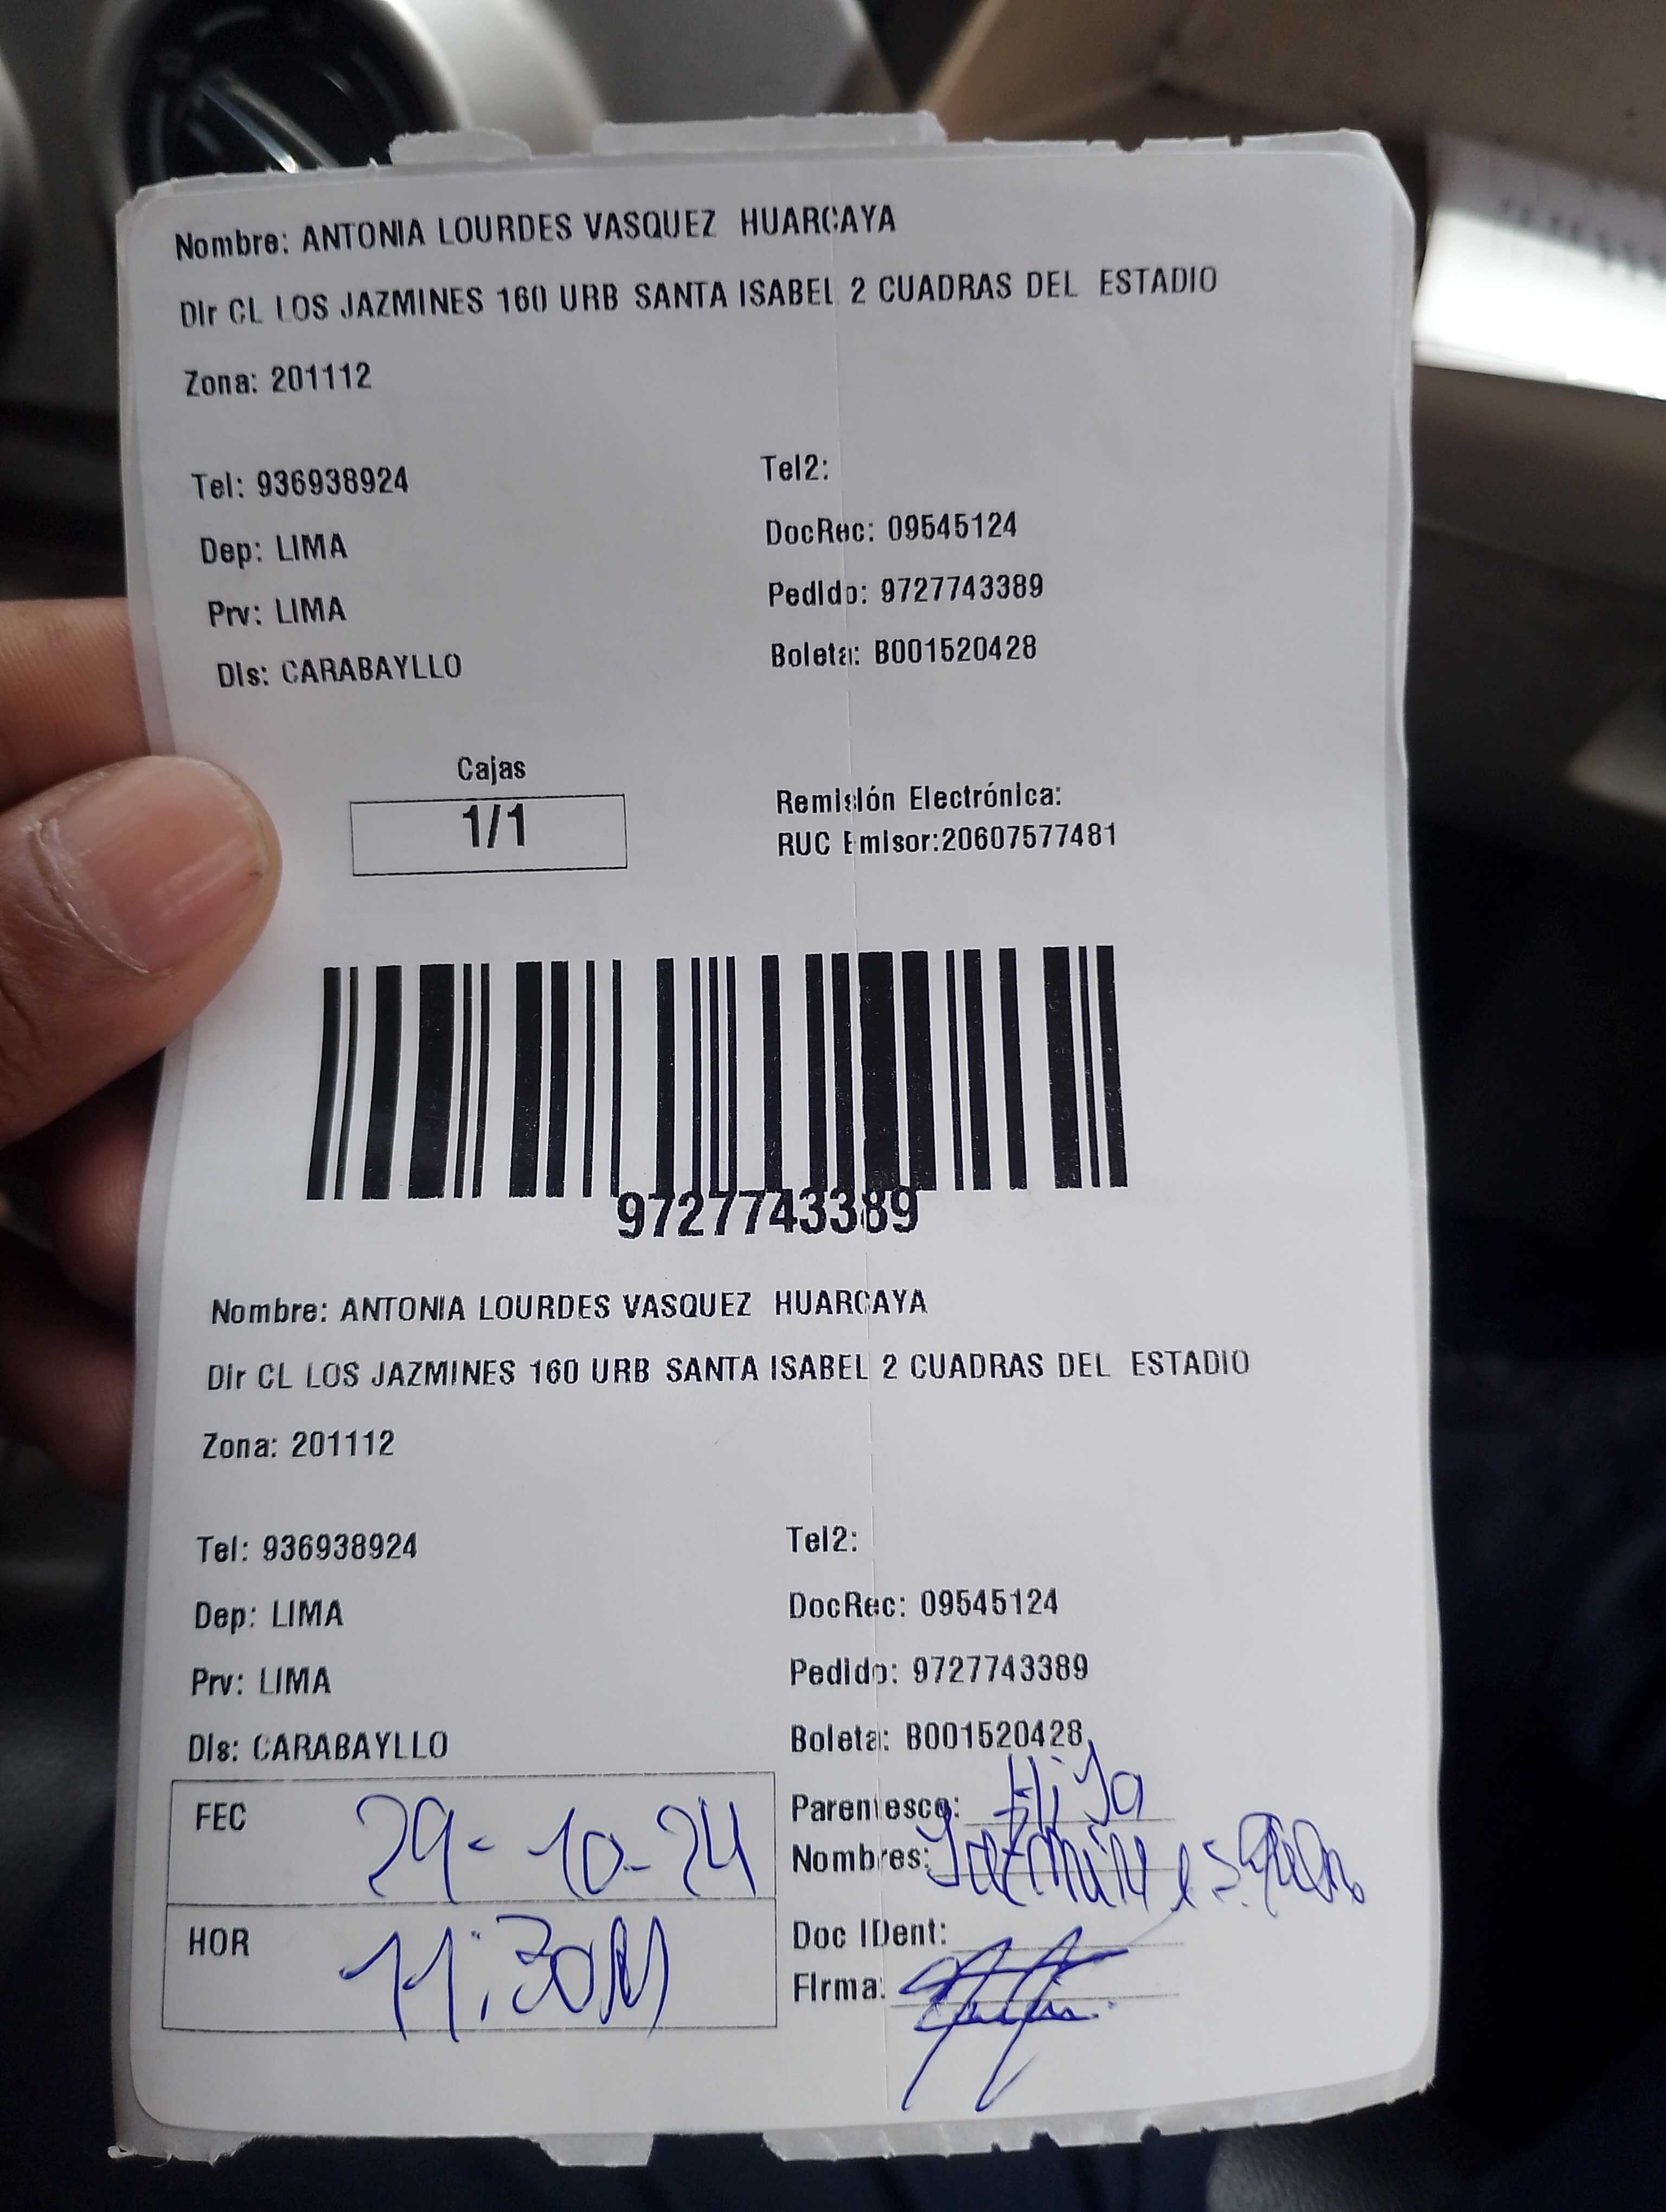 Nombre: ANTONIA LOURDES VASQUEZ HUARCAYA
Dir CL LOS JAZMINES 160 URB SANTA ISABEL 2 CUADRAS DEL ESTADIO
Zona: 201112
Tel: 936938924
Tel2:
Dep: LIMA
DocRec: 09545124
Prv: LIMA
Pedido: 9727743389
Dis: CARABAYLLO
Boleta: B001520428
Cajas
1/1
Remisión Electrónica:
RUC Emisor:20607577481
9727743389
Nombre: ANTONIA LOURDES VASQUEZ HUARCAYA
Dir CL LOS JAZMINES 160 URB SANTA ISABEL 2 CUADRAS DEL ESTADIO
Zona: 201112
Tel: 936938924
Tel2:
Dep: LIMA
DocRec: 09545124
Prv: LIMA
Pedido: 9727743389
Dis: CARABAYLLO
Boleta: B001520428
FEC 29-10-24
Parentesco: Hija
Nombres:
HOR 11:30
Doc IDent:
Firma: